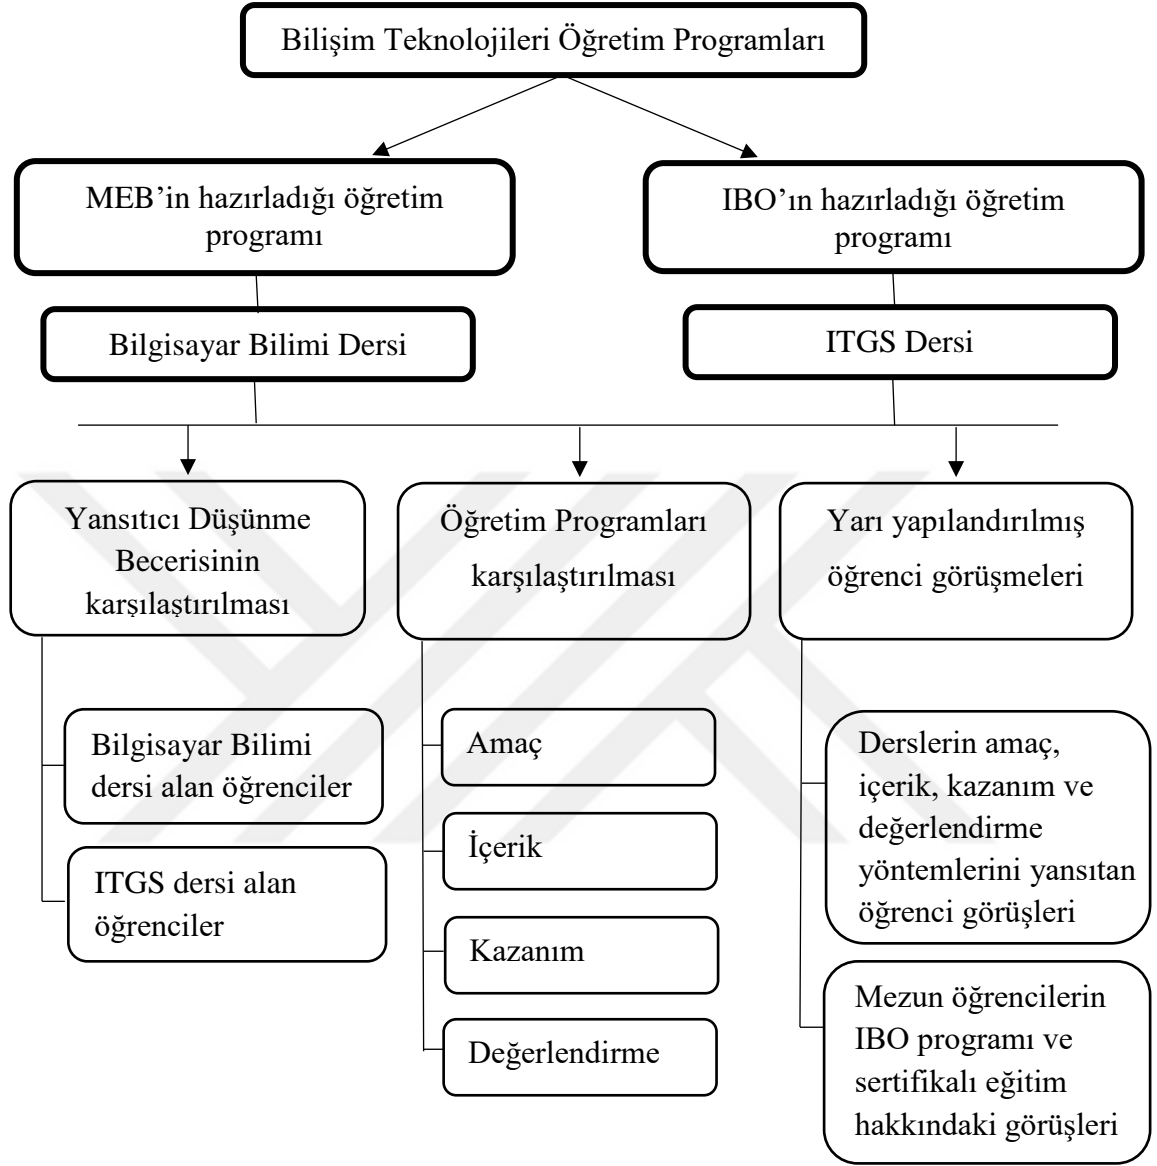 Bilişim Teknolojileri Öğretim Programları
MEB’in hazırladığı öğretim
programı
IBO’ın hazırladığı öğretim
programı
Bilgisayar Bilimi Dersi
ITGS Dersi
Yansıtıcı Düşünme
Becerisinin
karşılaştırılması
Öğretim Programları
karşılaştırılması
Yarı yapılandırılmış
öğrenci görüşmeleri
Bilgisayar Bilimi
dersi alan öğrenciler
ITGS dersi alan
öğrenciler
Amaç
İçerik
Kazanım
Değerlendirme
Derslerin amaç,
içerik, kazanım ve
değerlendirme
yöntemlerini yansıtan
öğrenci görüşleri
Mezun öğrencilerin
IBO programı ve
sertifikalı eğitim
hakkındaki görüşleri